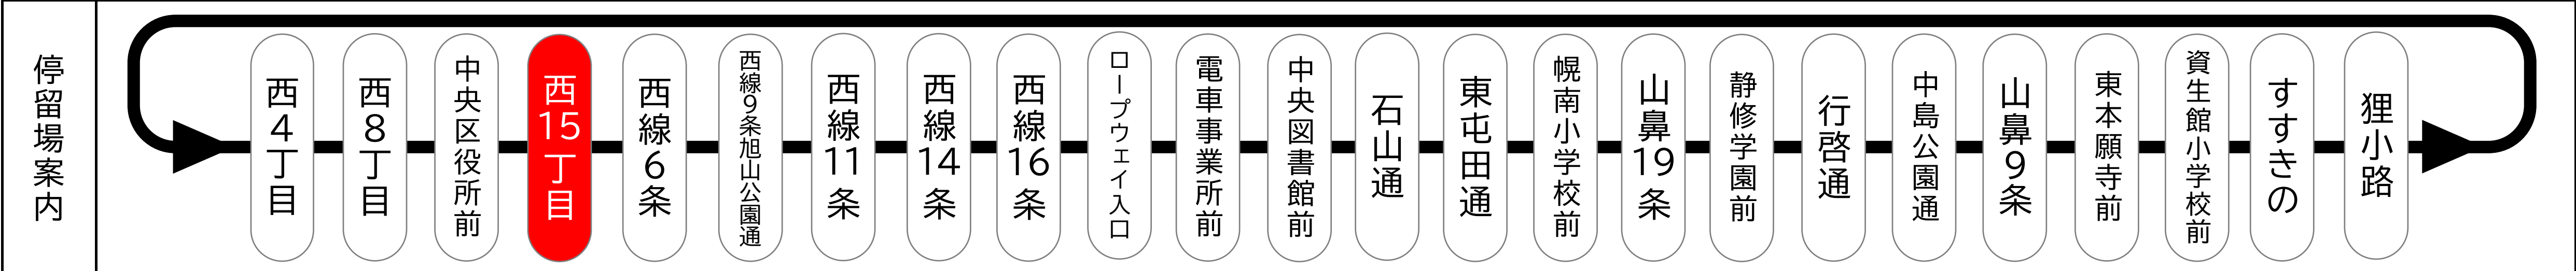 停留場案内
西4丁目
西8丁目
中央区役所前
西15丁目
西線6条
西線9条旭山公園通
西線11条
西線14条
西線16条
ロープウェイ入口
電車事業所前
中央図書館前
石山通
東屯田通
幌南小学校前
山鼻19条
静修学園前
行啓通
中島公園通
山鼻9条
東本願寺前
資生館小学校前
すすきの
狸小路